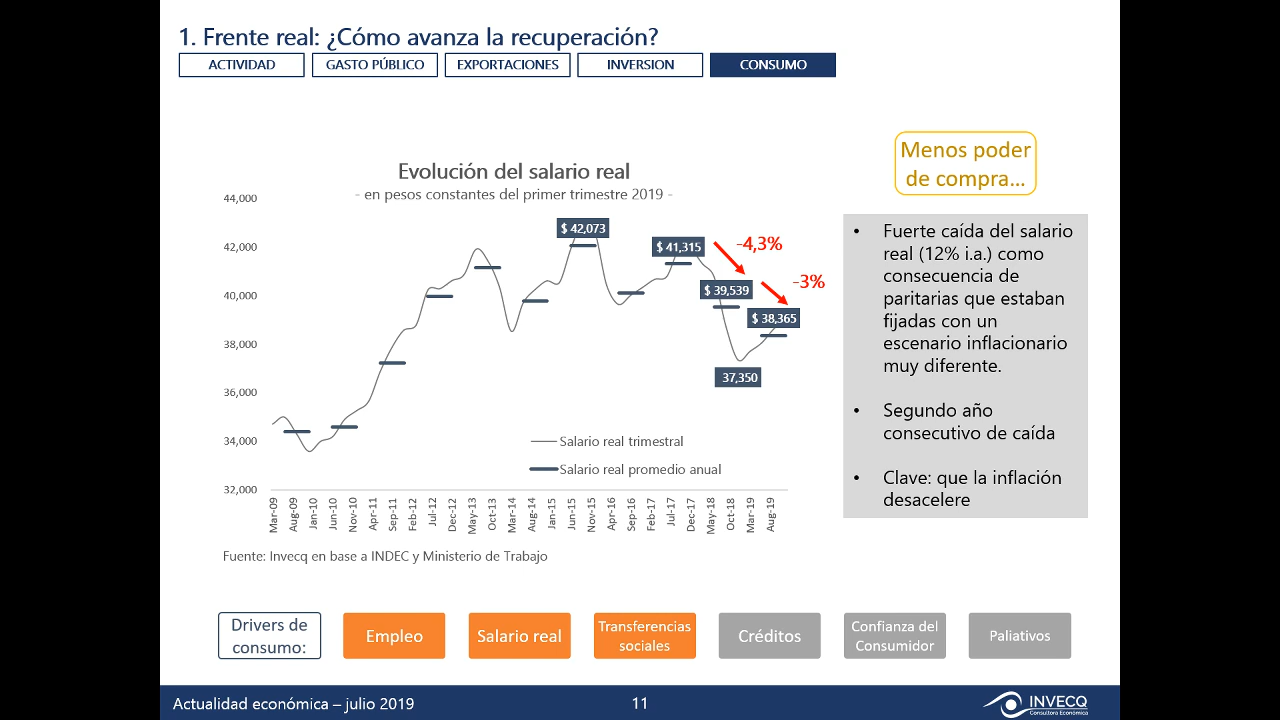 1. Frente real: ¿Cómo avanza la recuperación?
ACTIVIDAD
GASTO PÚBLICO
EXPORTACIONES
INVERSION
CONSUMO
Menos poder
de compra...
Evolución del salario real
- en pesos constantes del primer trimestre 2019 -
44,000
42,000
40,000
38,000
36,000
34,000
32,000
$ 42,073
$ 41,315
-4,3%
$ 39,539
-3%
$ 38,365
37,350
Salario real trimestral
Salario real promedio anual
Mar-09
Aug-09
Jan-10
Jun-10
Nov-10
Apr-11
Sep-11
Feb-12
Jul-12
Dec-12
May-13
Oct-13
Mar-14
Aug-14
Jan-15
Jun-15
Nov-15
Apr-16
Sep-16
Feb-17
Jul-17
Dec-17
May-18
Oct-18
Mar-19
Aug-19
Fuente: Invecq en base a INDEC y Ministerio de Trabajo
• Fuerte caída del salario
real (12% i.a.) como
consecuencia de
paritarias que estaban
fijadas con un
escenario inflacionario
muy diferente.
• Segundo año
consecutivo de caída
• Clave: que la inflación
desacelere
Drivers de
consumo:
Empleo
Salario real
Transferencias
sociales
Créditos
Confianza del
Consumidor
Paliativos
Actualidad económica – julio 2019
11
INVECQ
Consultora Económica